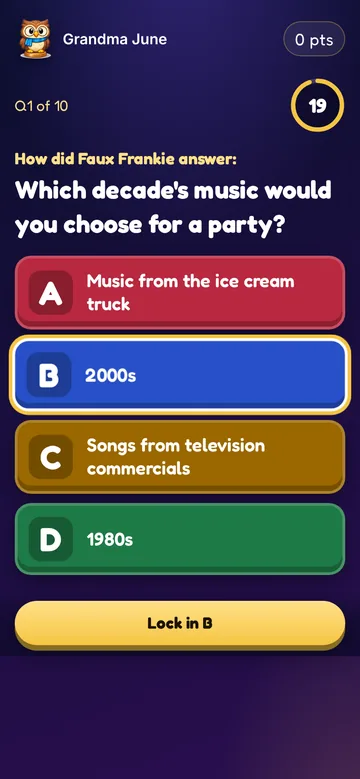 Grandma June
0 pts
Q1 of 10
19
How did Faux Frankie answer:
Which decade's music would
you choose for a party?
A
Music from the ice cream
truck
B
2000s
C
Songs from television
commercials
D
1980s
Lock in B